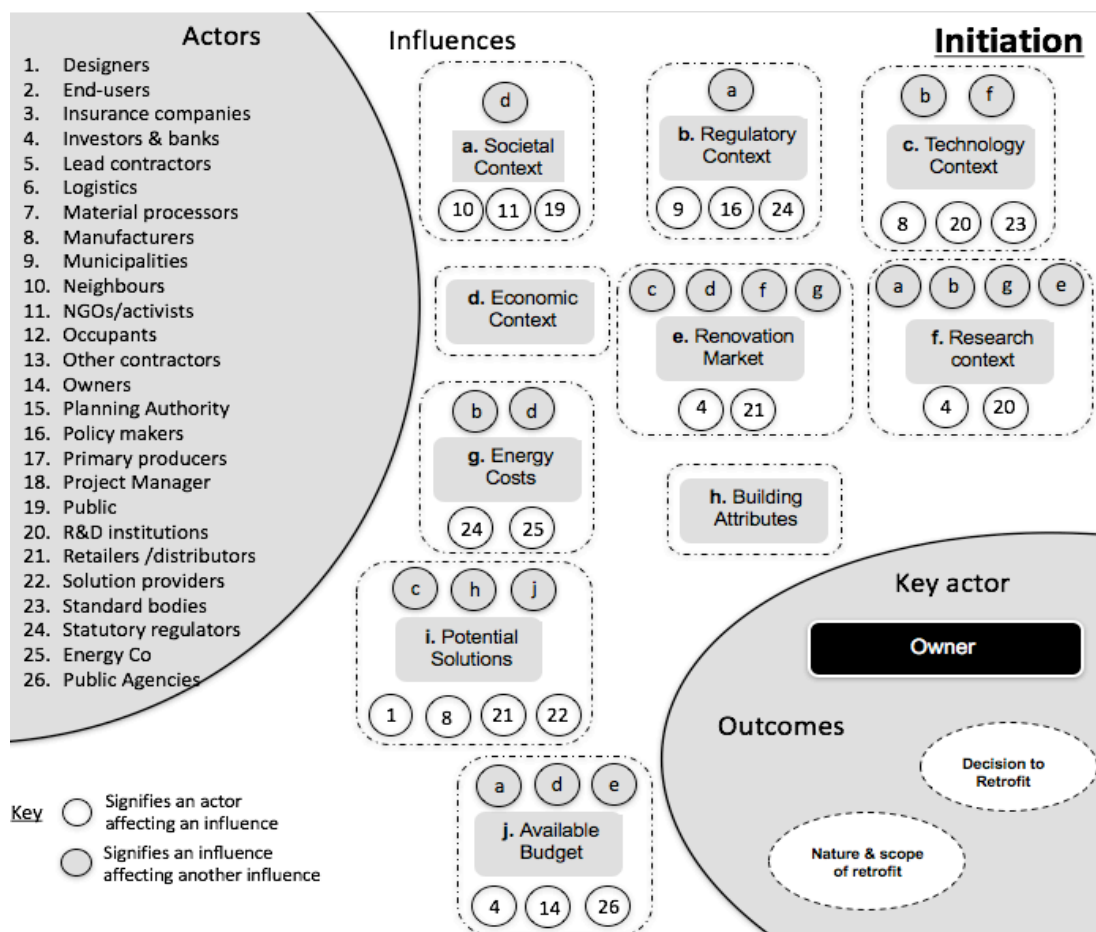 Actors
1. Designers
2. End-users
3. Insurance companies
4. Investors & banks
5. Lead contractors
6. Logistics
7. Material processors
8. Manufacturers
9. Municipalities
10. Neighbours
11. NGOs/activists
12. Occupants
13. Other contractors
14. Owners
15. Planning Authority
16. Policy makers
17. Primary producers
18. Project Manager
19. Public
20. R&D institutions
21. Retailers /distributors
22. Solution providers
23. Standard bodies
24. Statutory regulators
25. Energy Co
26. Public Agencies
Influences
Initiation
d
a. Societal
Context
10 11 19
a
b. Regulatory
Context
9 16 24
b f
c. Technology
Context
8 20 23
d. Economic
Context
c d f g
e. Renovation
Market
4 21
a b g e
f. Research
context
4 20
b d
g. Energy
Costs
24 25
h. Building
Attributes
c h j
i. Potential
Solutions
1 8 21 22
a d e
j. Available
Budget
4 14 26
Key actor
Owner
Outcomes
Decision to
Retrofit
Nature & scope
of retrofit
Key
Signifies an actor
affecting an influence
Signifies an influence
affecting another influence